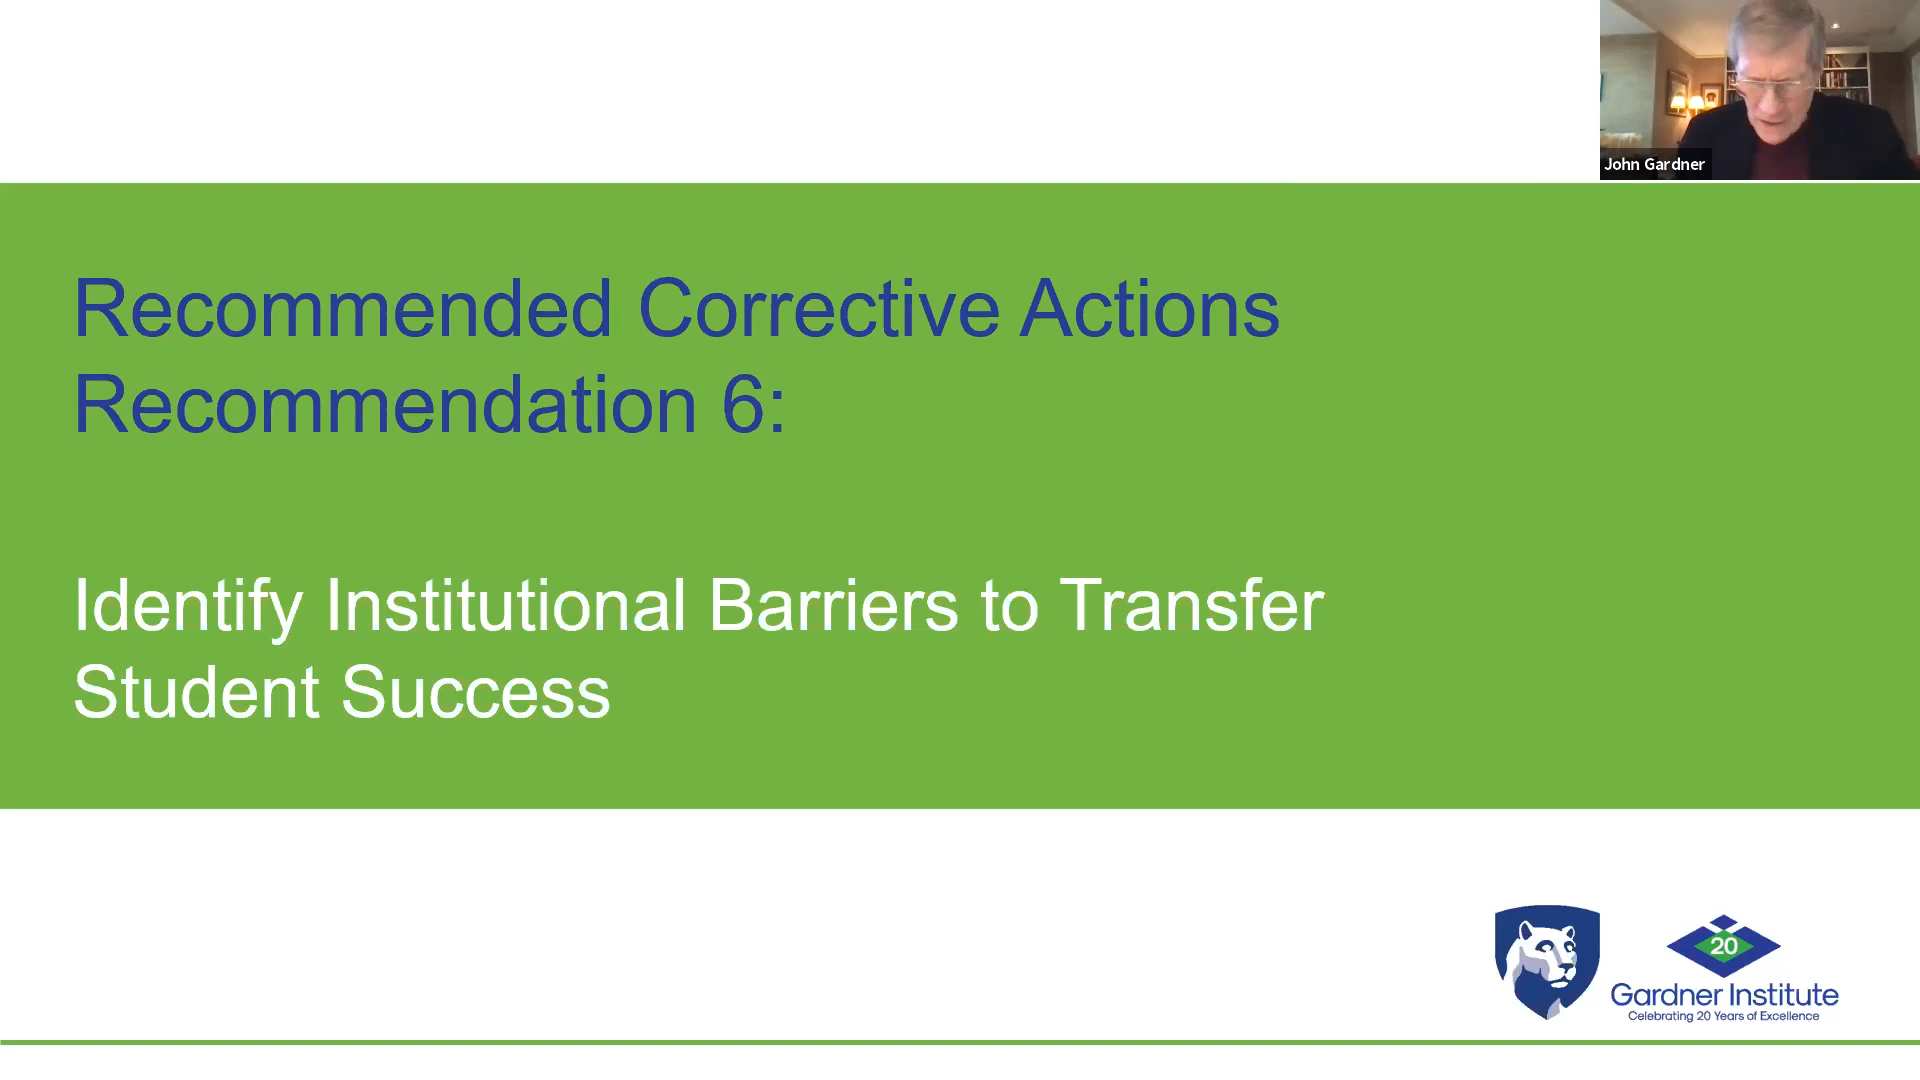 John Gardner
Recommended Corrective Actions
Recommendation 6:
Identify Institutional Barriers to Transfer
Student Success
20
Gardner Institute
Celebrating 20 Years of Excellence